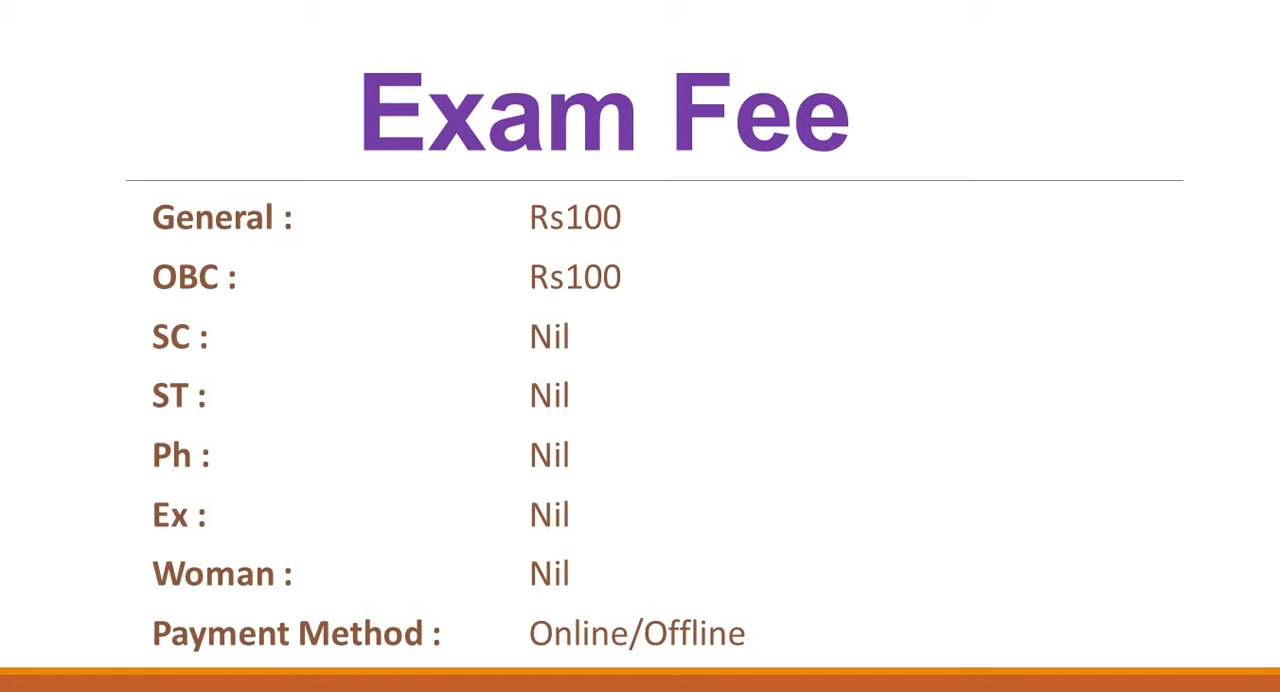 Exam Fee
General : Rs100
OBC : Rs100
SC : Nil
ST : Nil
Ph : Nil
Ex : Nil
Woman : Nil
Payment Method : Online/Offline